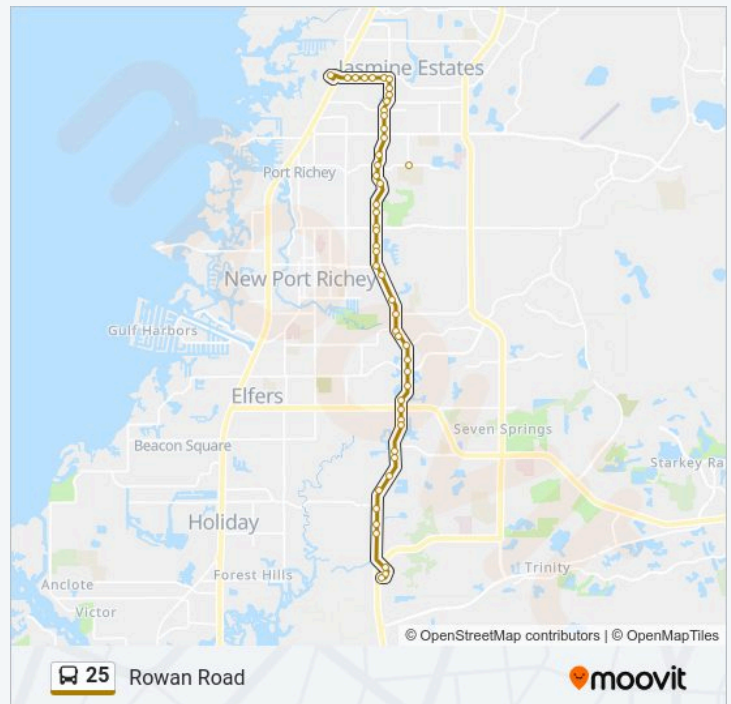 Jasmine Estates
Port Richey
New Port Richey
Gulf Harbors
Elfers
Seven Springs
Beacon Square
Starkey Ra
Holiday
Trinity
Forest Hills
Anclote
Victor
© OpenStreetMap contributors | © OpenMapTiles
25 Rowan Road
moovit